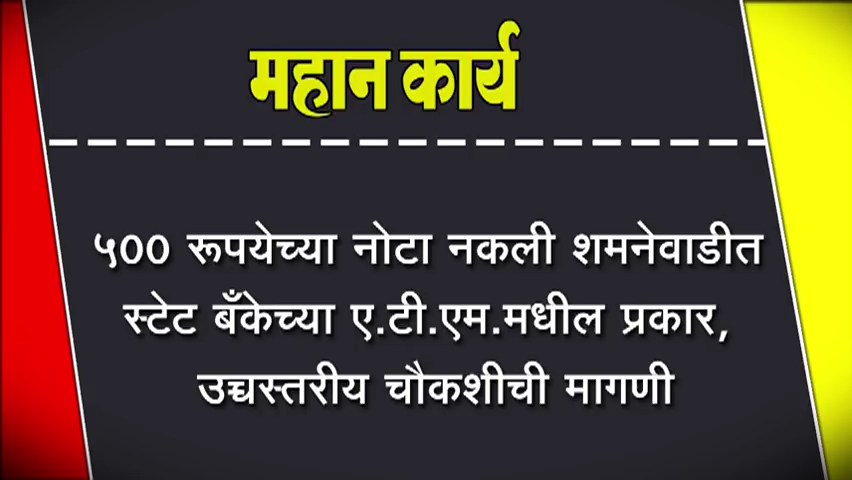 महान कार्य
५०० रूपयेच्या नोटा नकली शमनेवाडीत
स्टेट बँकेच्या ए.टी.एम.मधील प्रकार,
उच्चस्तरीय चौकशीची मागणी